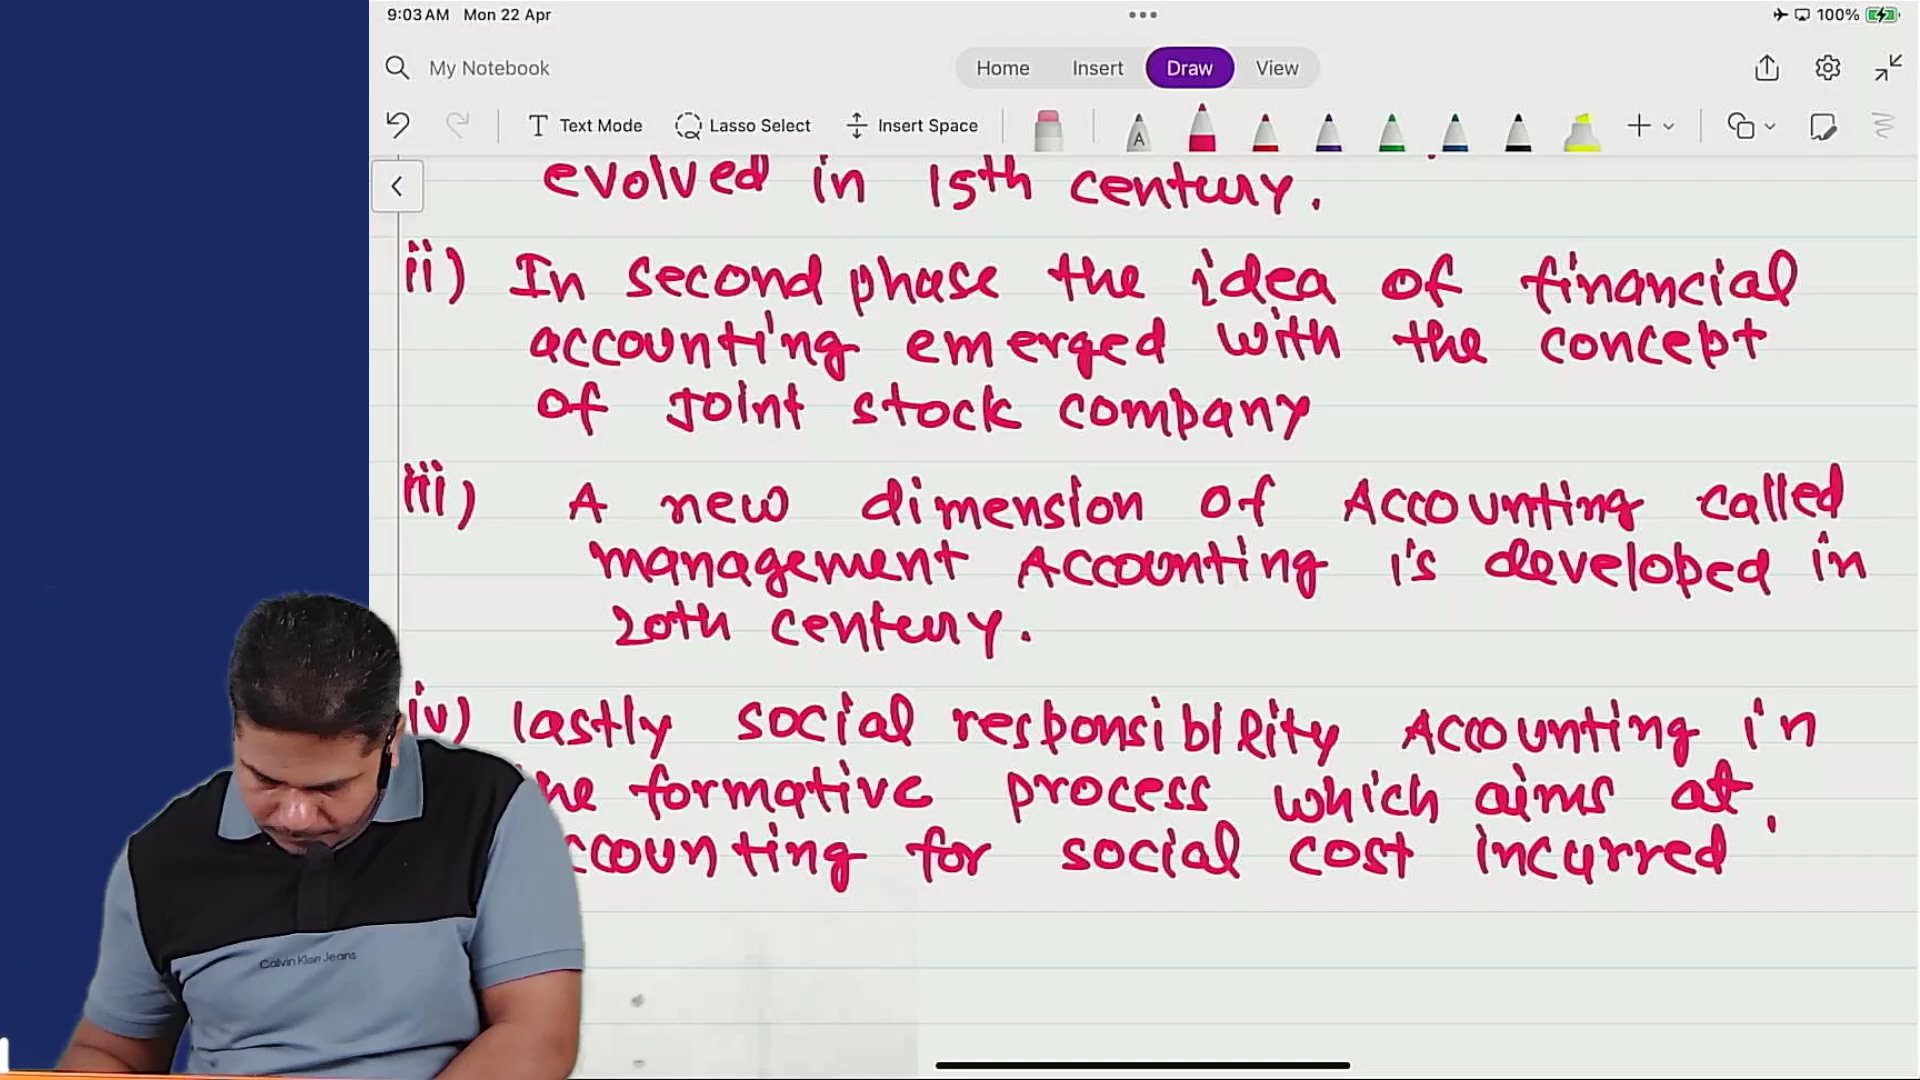 9:03 AM Mon 22 Apr
100%
My Notebook
Home Insert Draw View
Text Mode Lasso Select Insert Space
A
evolved in 15th century.
ii) In second phase the idea of financial
accounting emerged with the concept
of Joint stock company
iii) A new dimension of Accounting called
management Accounting is developed in
20th century.
iv) lastly social responsibility Accounting in
he formative process which aims at
ccounting for social cost incurred
Calvin Klein Jeans